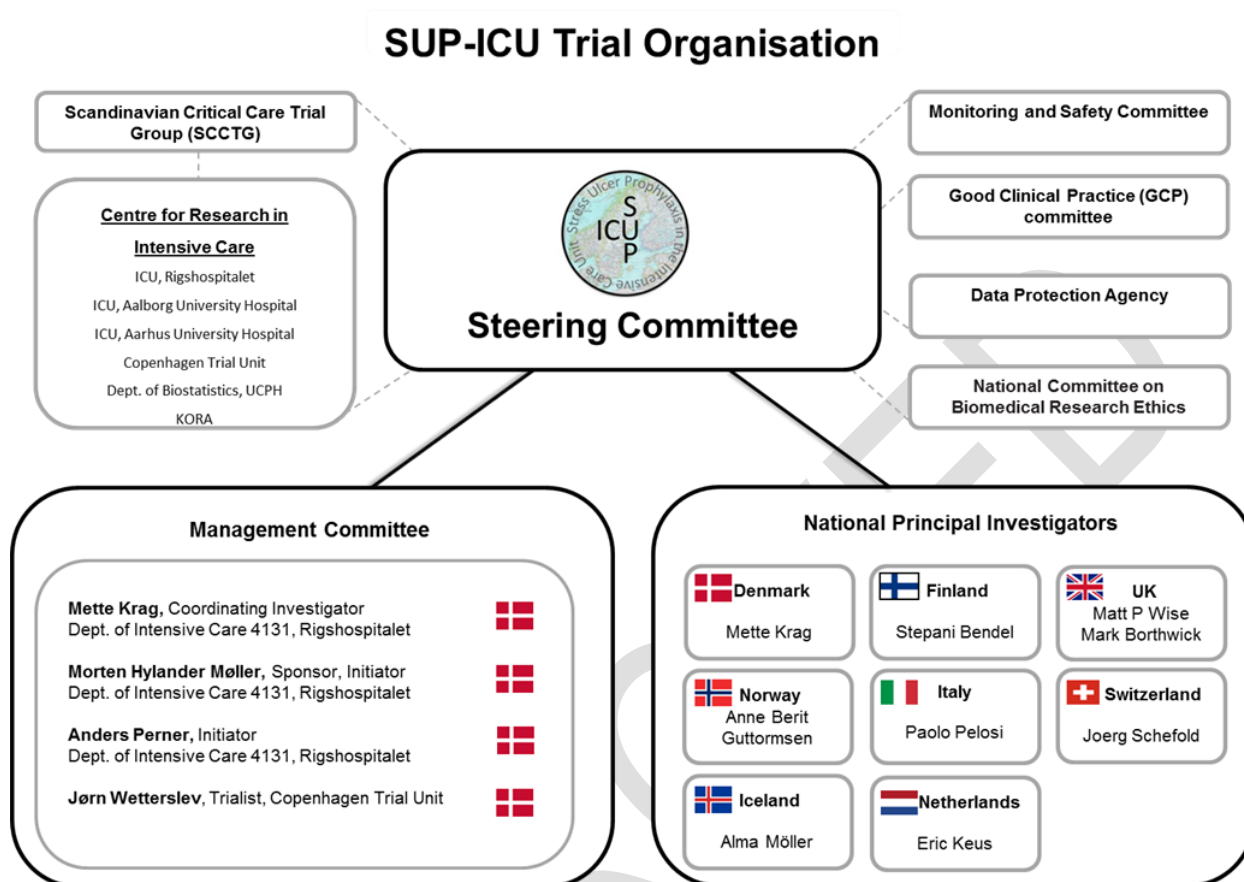 SUP-ICU Trial Organisation
Scandinavian Critical Care Trial
Group (SCCTG)
Centre for Research in
Intensive Care
ICU, Rigshospitalet
ICU, Aalborg University Hospital
ICU, Aarhus University Hospital
Copenhagen Trial Unit
Dept. of Biostatistics, UCPH
KORA
Stress Ulcer Prophylaxis in the Intensive Care Unit
S
ICU
P
Steering Committee
Monitoring and Safety Committee
Good Clinical Practice (GCP)
committee
Data Protection Agency
National Committee on
Biomedical Research Ethics
Management Committee
Mette Krag, Coordinating Investigator
Dept. of Intensive Care 4131, Rigshospitalet
Morten Hylander Møller, Sponsor, Initiator
Dept. of Intensive Care 4131, Rigshospitalet
Anders Perner, Initiator
Dept. of Intensive Care 4131, Rigshospitalet
Jørn Wetterslev, Trialist, Copenhagen Trial Unit
National Principal Investigators
Denmark
Mette Krag
Finland
Stepani Bendel
UK
Matt P Wise
Mark Borthwick
Norway
Anne Berit
Guttormsen
Italy
Paolo Pelosi
Switzerland
Joerg Schefold
Iceland
Alma Möller
Netherlands
Eric Keus